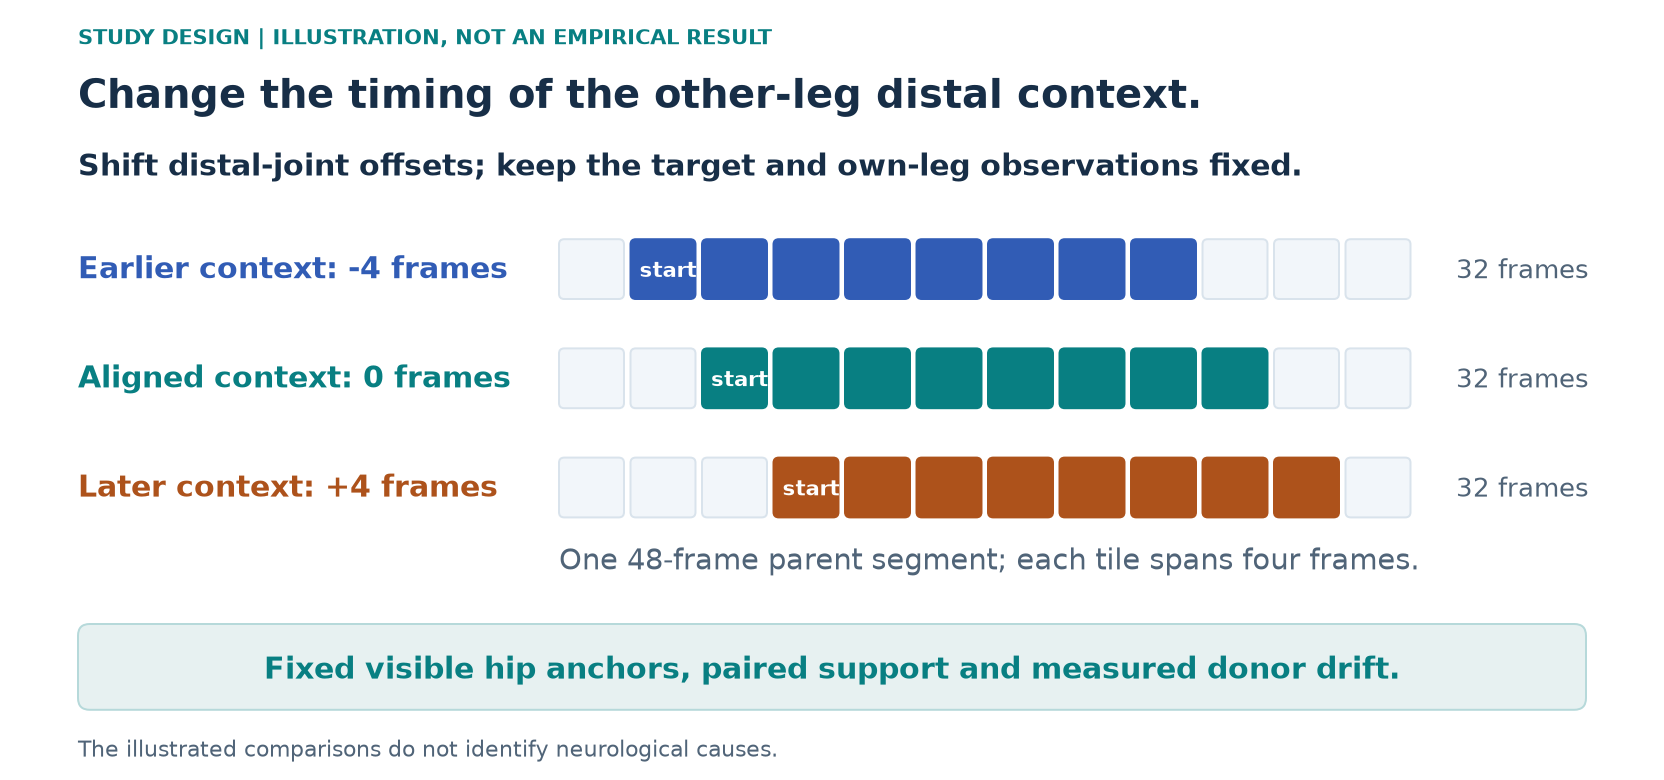 STUDY DESIGN | ILLUSTRATION, NOT AN EMPIRICAL RESULT
Change the timing of the other-leg distal context.
Shift distal-joint offsets; keep the target and own-leg observations fixed.
Earlier context: -4 frames start 32 frames
Aligned context: 0 frames start 32 frames
Later context: +4 frames start 32 frames
One 48-frame parent segment; each tile spans four frames.
Fixed visible hip anchors, paired support and measured donor drift.
The illustrated comparisons do not identify neurological causes.